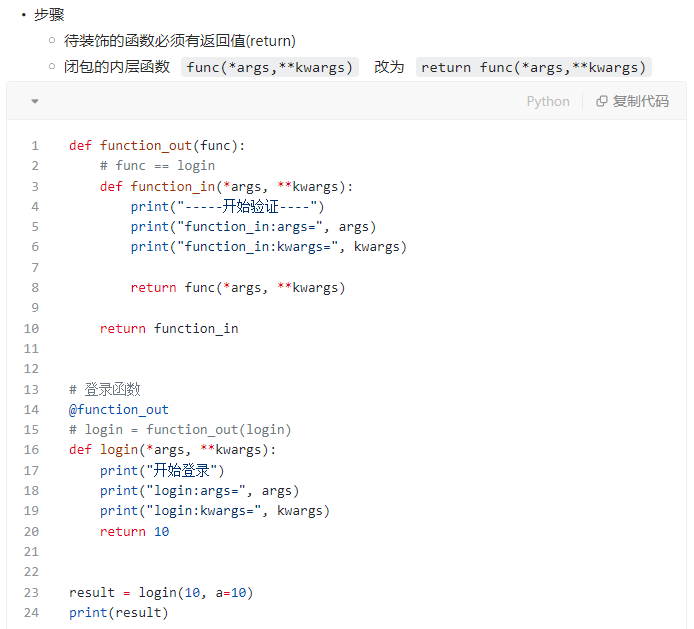 • 步骤
○ 待装饰的函数必须有返回值(return)
○ 闭包的内层函数 func(*args,**kwargs) 改为 return func(*args,**kwargs)
Python 复制代码
1 def function_out(func):
2     # func == login
3     def function_in(*args, **kwargs):
4         print("-----开始验证----")
5         print("function_in:args=", args)
6         print("function_in:kwargs=", kwargs)
7
8         return func(*args, **kwargs)
9
10     return function_in
11
12
13 # 登录函数
14 @function_out
15 # login = function_out(login)
16 def login(*args, **kwargs):
17     print("开始登录")
18     print("login:args=", args)
19     print("login:kwargs=", kwargs)
20     return 10
21
22
23 result = login(10, a=10)
24 print(result)